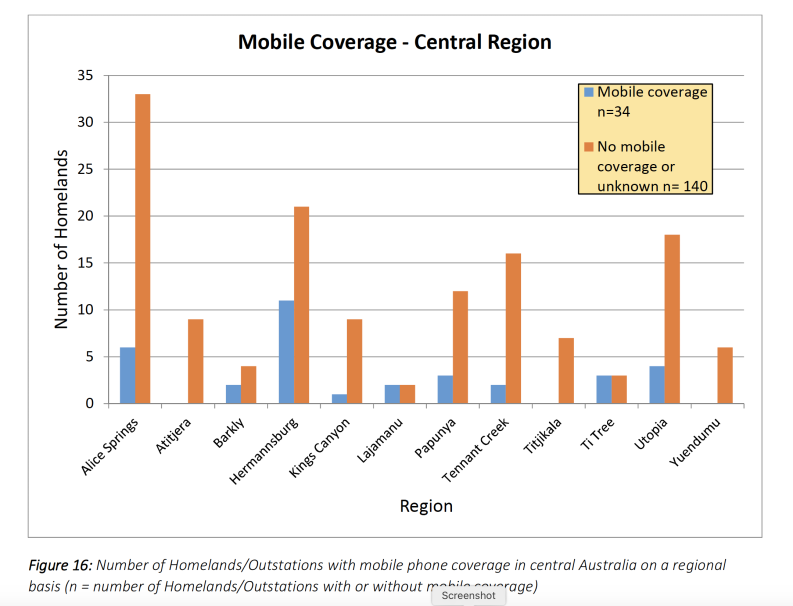 Mobile Coverage - Central Region
35
30
25
20
15
10
5
0
Number of Homelands
Mobile coverage
n=34
No mobile
coverage or
unknown n= 140
Alice Springs
Atitjera
Barkly
Hermannsburg
Kings Canyon
Lajamanu
Papunya
Tennant Creek
Titjikala
Ti Tree
Utopia
Yuendumu
Region
Figure 16: Number of Homelands/Outstations with mobile phone coverage in central Australia on a regional
basis (n = number of Homelands/Outstations with or without mobile coverage)
Screenshot